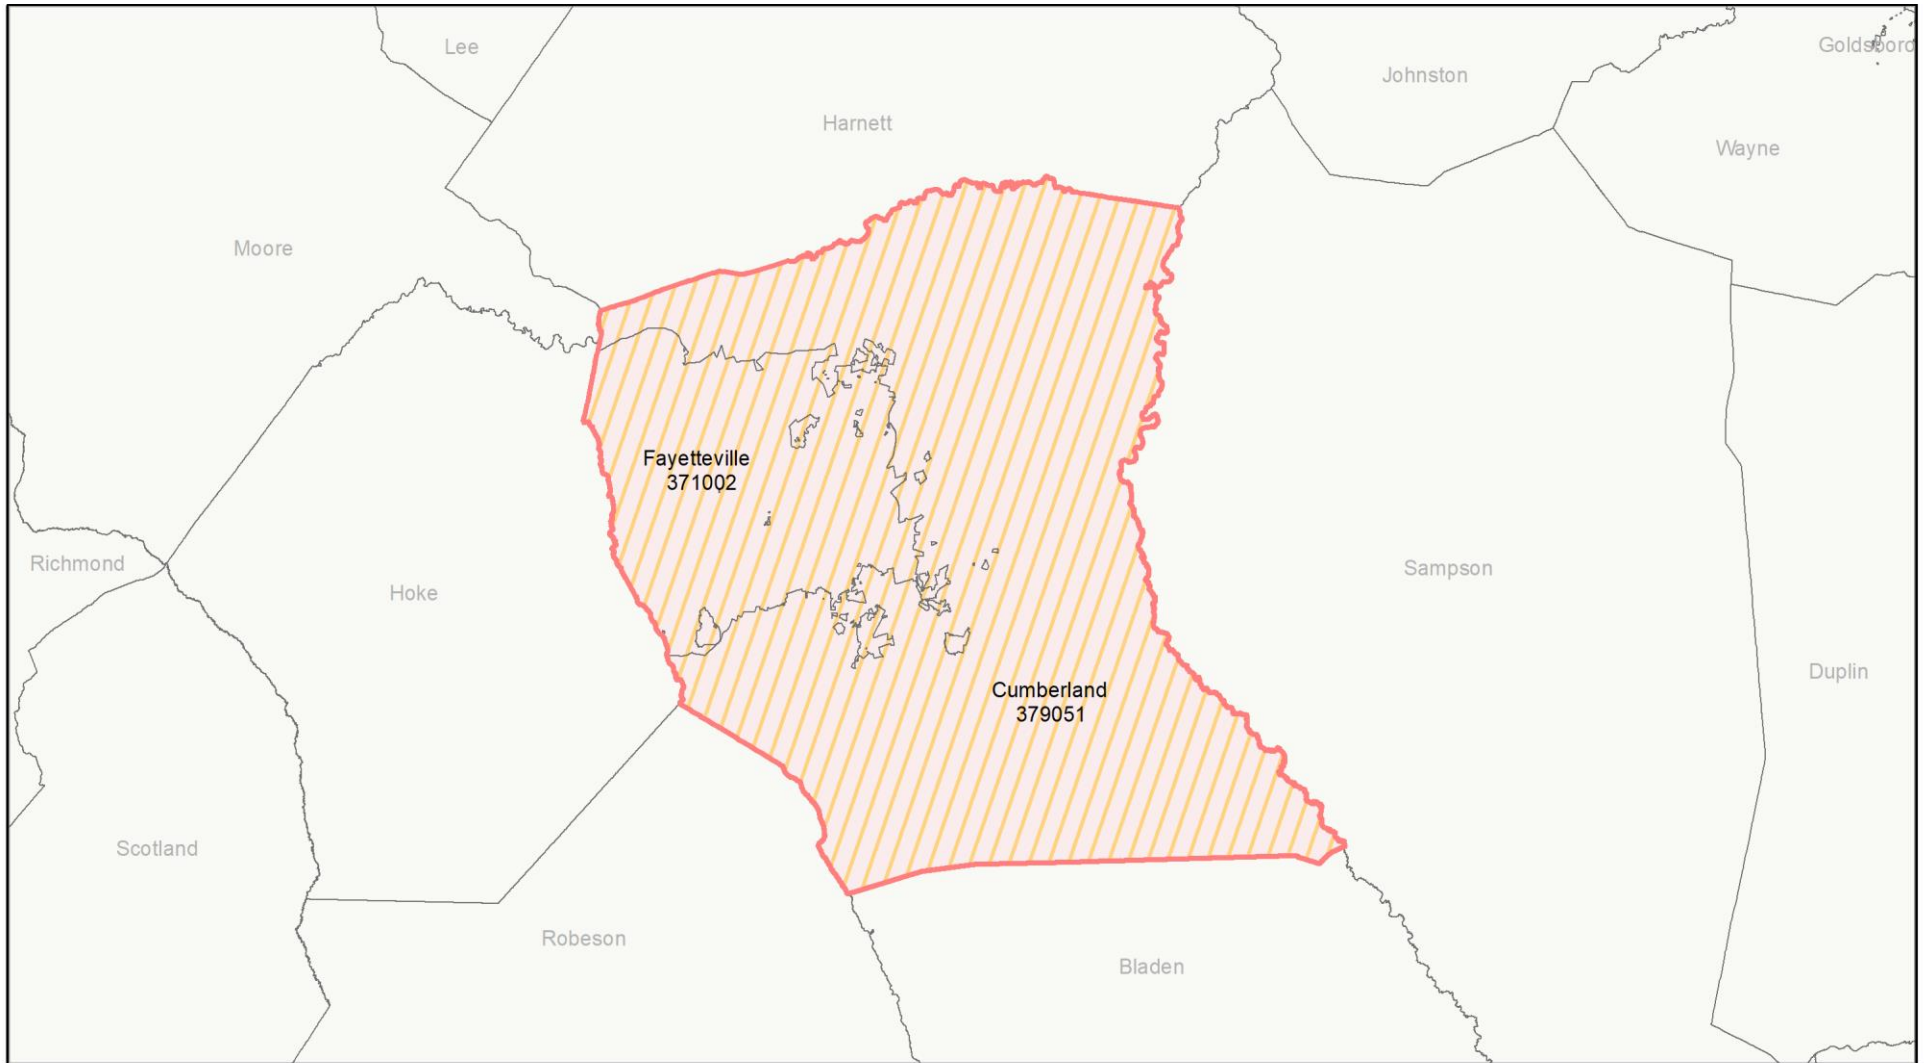 Lee
Goldsboro
Johnston
Harnett
Wayne
Moore
Fayetteville
371002
Richmond
Sampson
Hoke
Duplin
Cumberland
379051
Scotland
Robeson
Bladen